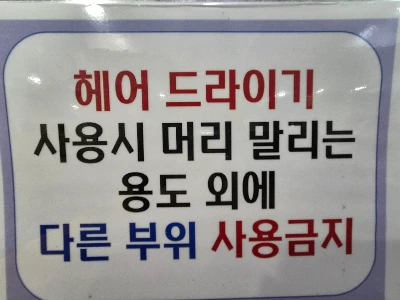 헤어 드라이기
사용시 머리 말리는
용도 외에
다른 부위 사용금지